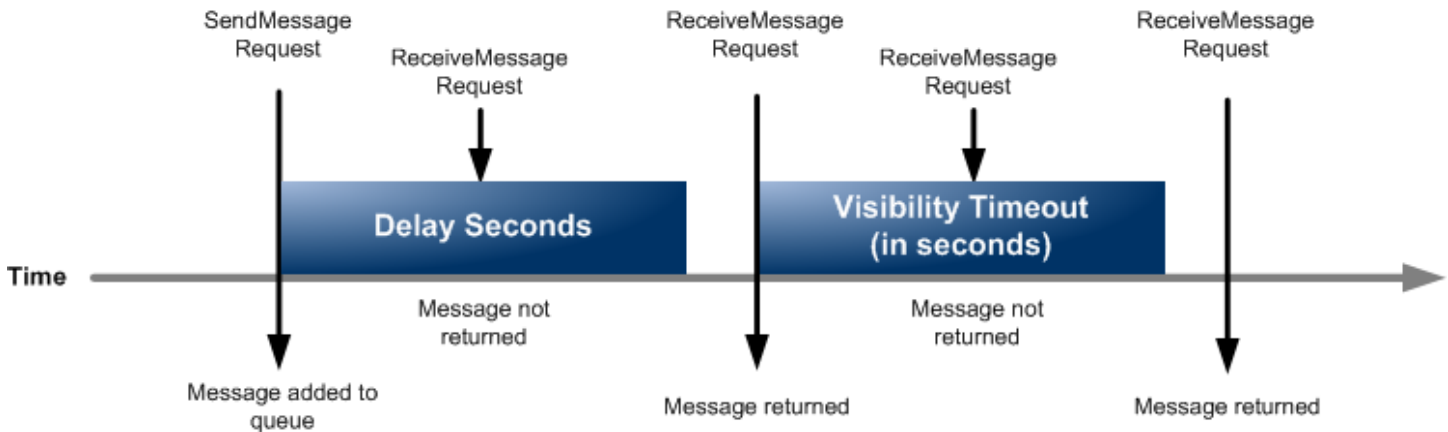 SendMessage
Request
ReceiveMessage
Request
ReceiveMessage
Request
ReceiveMessage
Request
ReceiveMessage
Request
Delay Seconds
Visibility Timeout
(in seconds)
Time
Message not
returned
Message not
returned
Message added to
queue
Message returned
Message returned